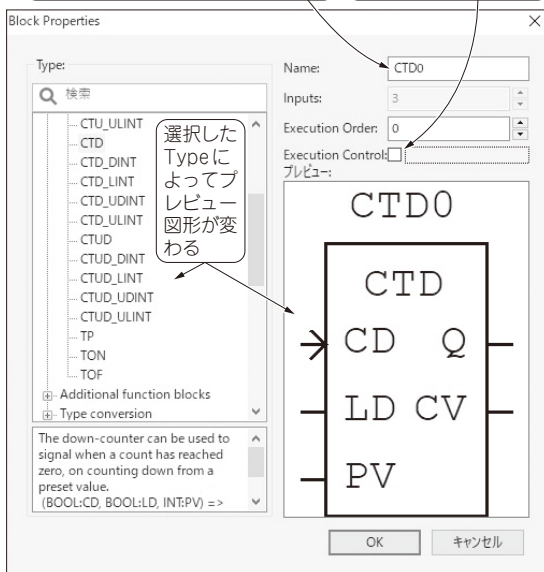 Block Properties
Type:
検索
CTU_ULINT
CTD
CTD_DINT
CTD_LINT
CTD_UDINT
CTD_ULINT
CTUD
CTUD_DINT
CTUD_LINT
CTUD_UDINT
CTUD_ULINT
TP
TON
TOF
Additional function blocks
Type conversion
The down-counter can be used to
signal when a count has reached
zero, on counting down from a
preset value.
(BOOL:CD, BOOL:LD, INT:PV) =>
選択した
Typeに
よってプ
レビュー
図形が変
わる
Name: CTD0
Inputs: 3
Execution Order: 0
Execution Control:
プレビュー:
CTD0
CTD
CD Q
LD CV
PV
OK キャンセル